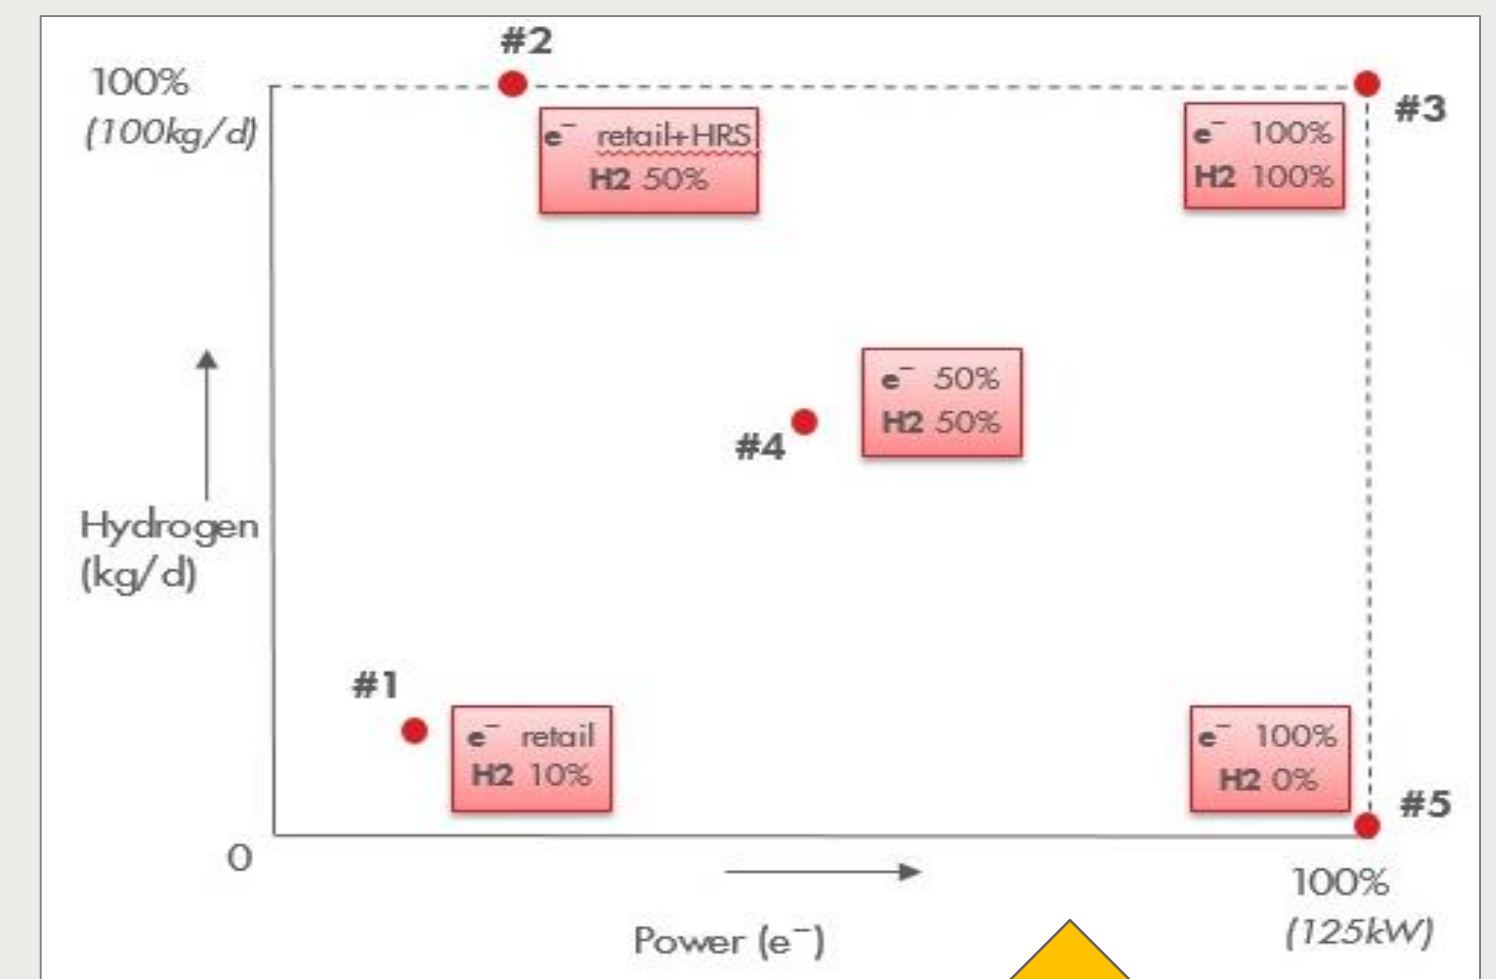 #2
100%
(100kg/d)
#3
e⁻ retail+HRS
H2 50%
e⁻ 100%
H2 100%
e⁻ 50%
H2 50%
#4
Hydrogen
(kg/d)
#1
e⁻ retail
H2 10%
e⁻ 100%
H2 0%
#5
0
100%
(125kW)
Power (e⁻)